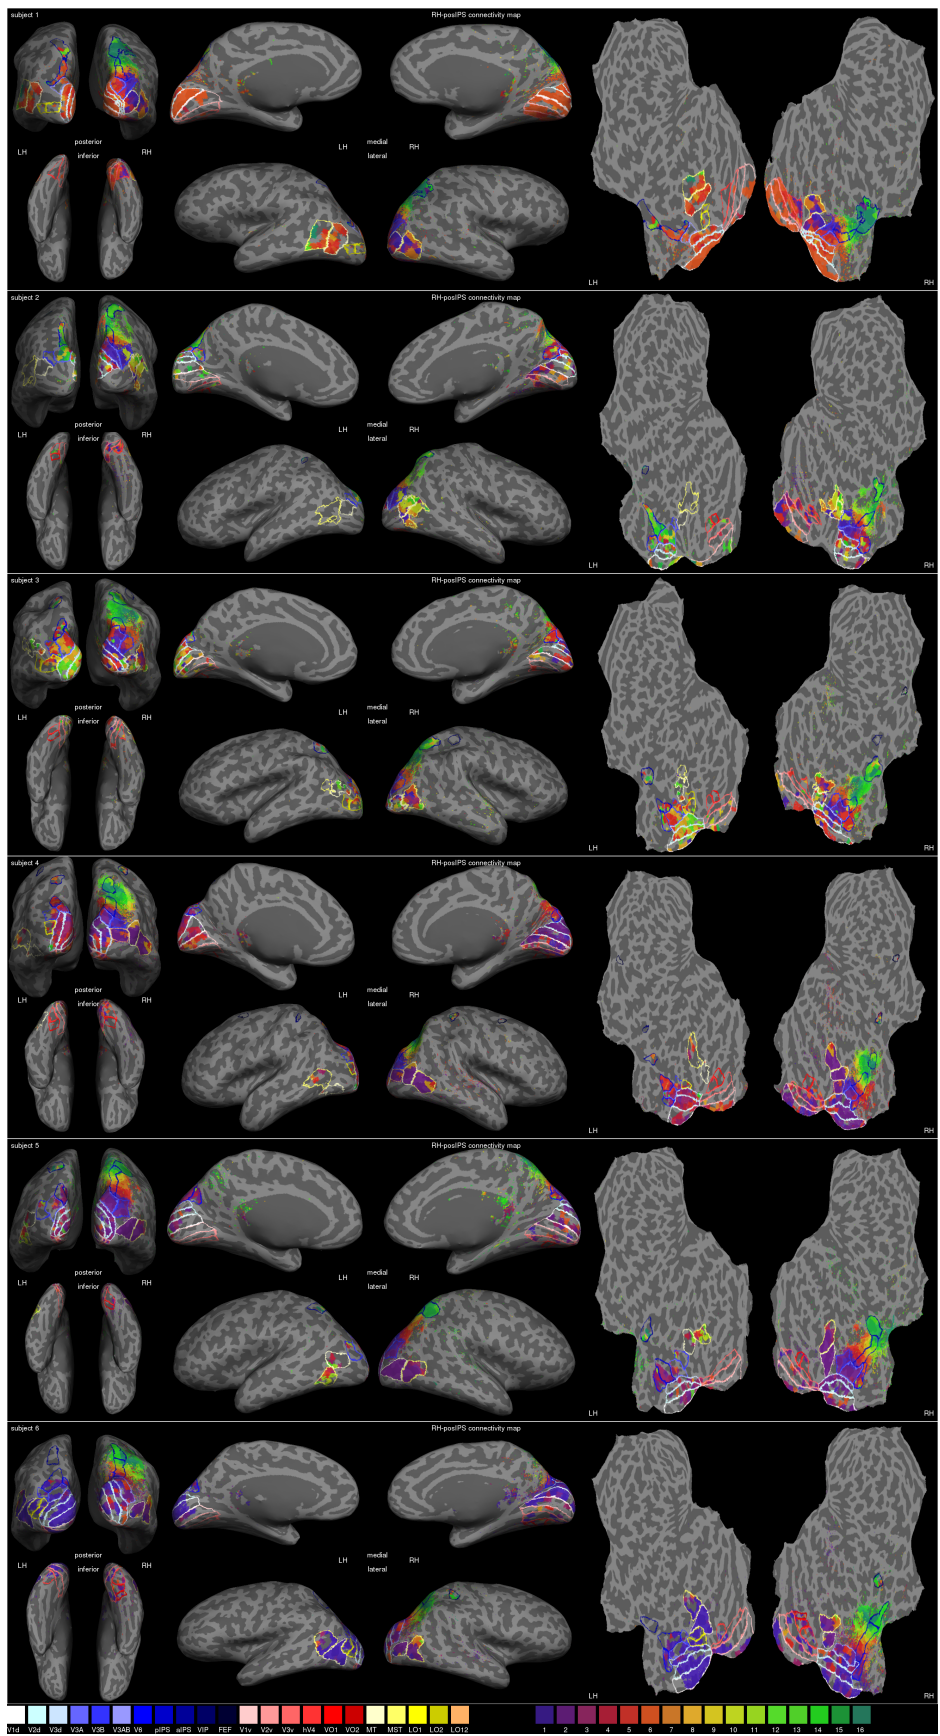 subject 1
RH-posIPS connectivity map
posterior
LH inferior RH
LH medial RH
lateral
LH RH
subject 2
RH-posIPS connectivity map
LH posterior RH
inferior
LH medial RH
lateral
LH RH
subject 3
RH-posIPS connectivity map
LH posterior RH
inferior
LH medial RH
lateral
LH RH
subject 4
RH-posIPS connectivity map
LH posterior RH
inferior
LH medial RH
lateral
LH RH
subject 5
RH-posIPS connectivity map
LH posterior RH
inferior
LH medial RH
lateral
LH RH
subject 6
RH-posIPS connectivity map
LH posterior RH
inferior
LH medial RH
lateral
LH RH
V1d V2d V3d V3A V3B V3AB V6 pIPS aIPS VIP FEF V1v V2v V3v hV4 VO1 VO2 MT MST LO1 LO2 LO12 1 2 3 4 5 6 7 8 9 10 11 12 13 14 15 16